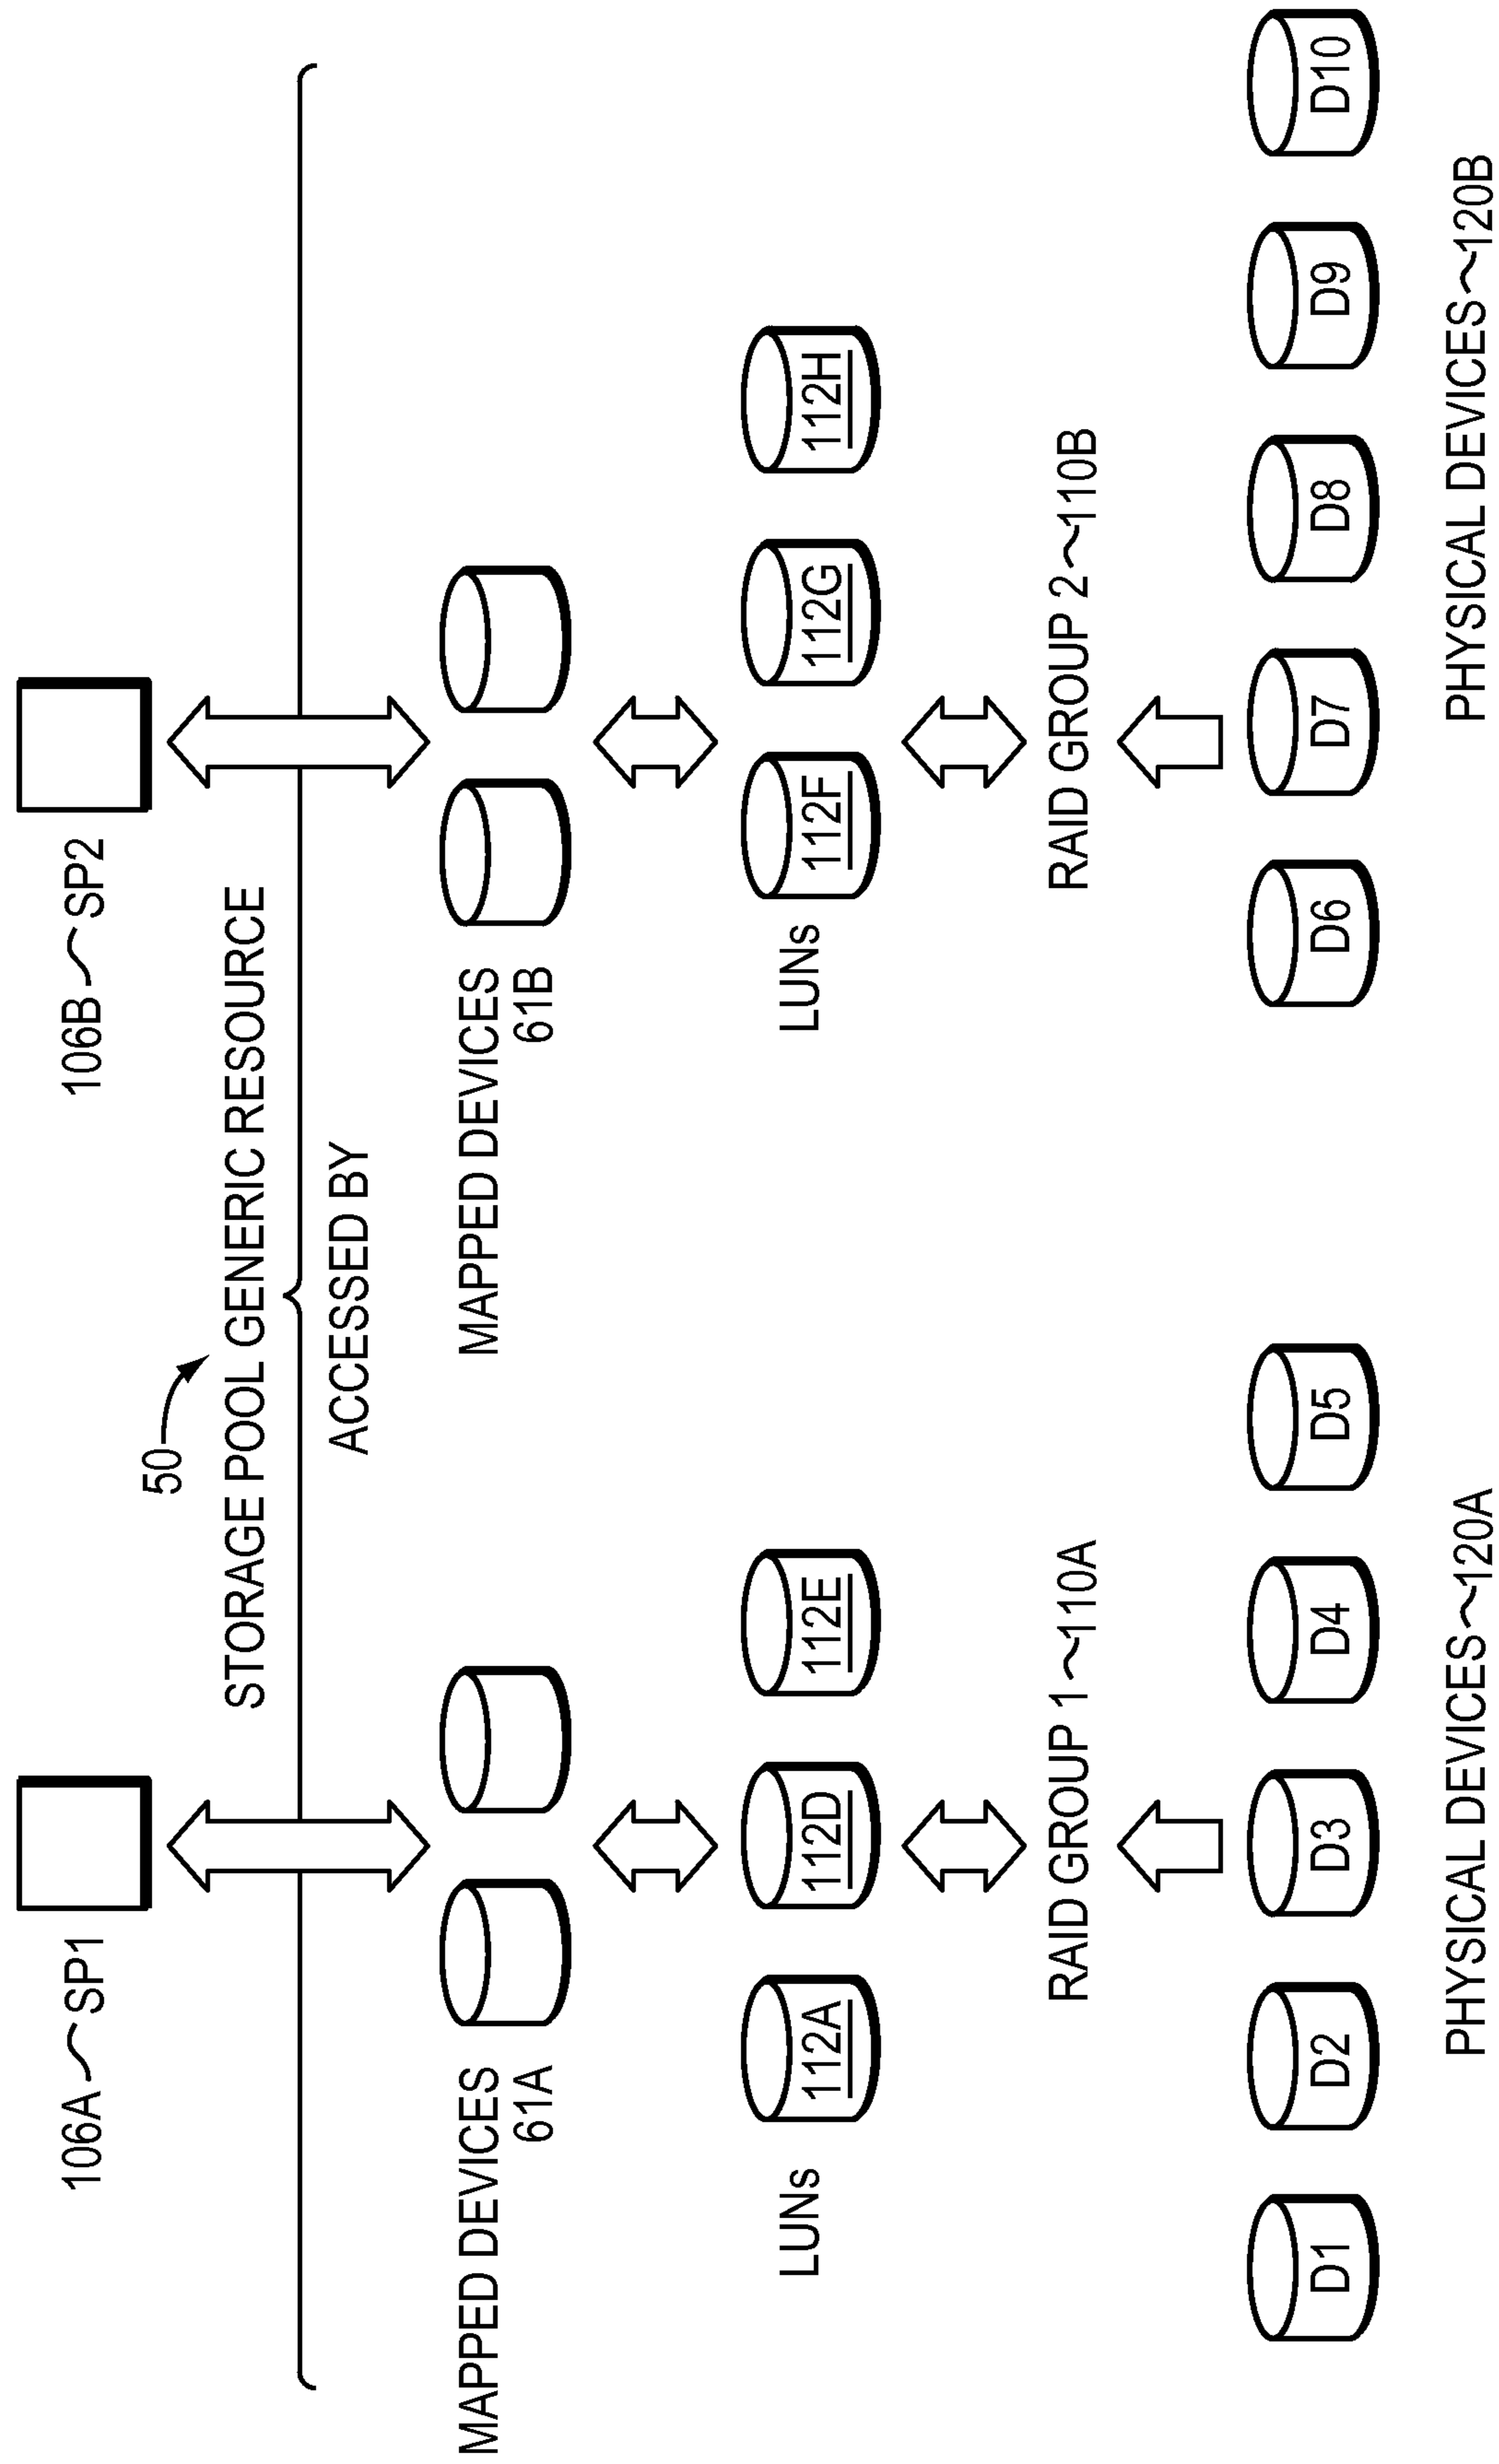 106A SP1
106B SP2
50
STORAGE POOL GENERIC RESOURCE
ACCESSED BY
MAPPED DEVICES
61A
MAPPED DEVICES
61B
LUNs
112A
112D
112E
LUNs
112F
112G
112H
RAID GROUP 1~110A
RAID GROUP 2~110B
D1
D2
D3
D4
D5
D6
D7
D8
D9
D10
PHYSICAL DEVICES~120A
PHYSICAL DEVICES~120B